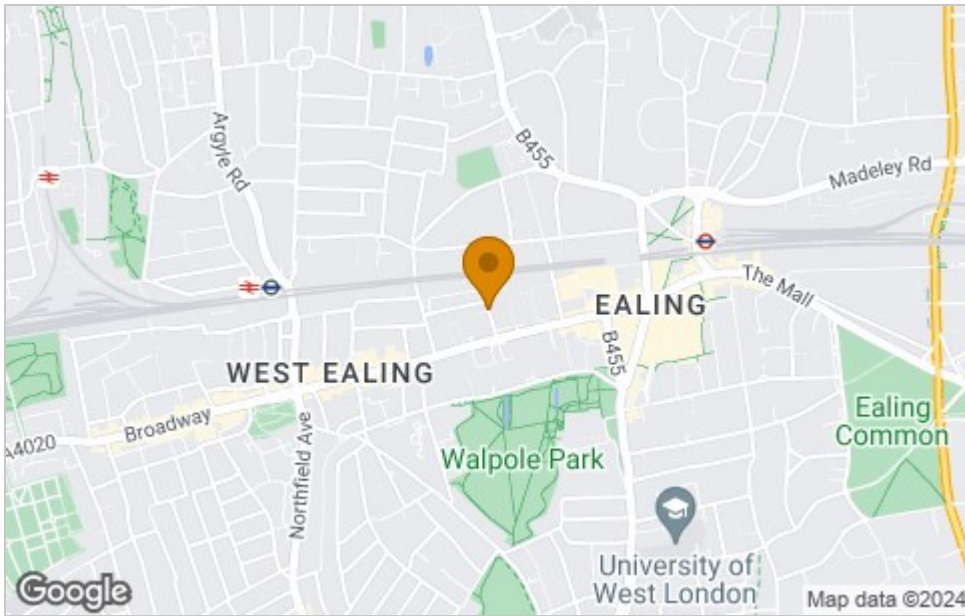 Argyle Rd
B455
Madeley Rd
The Mall
EALING
WEST EALING
B455
Broadway
A4020
Northfield Ave
Walpole Park
Ealing
Common
University of
West London
Google
Map data ©2024